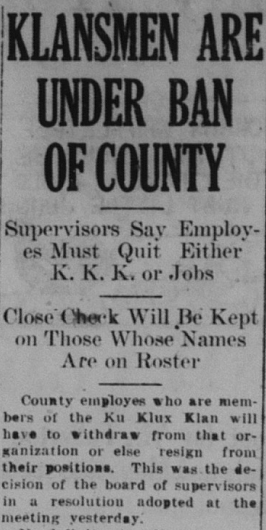 KLANSMEN ARE
UNDER BAN
OF COUNTY
Supervisors Say Employ-
es Must Quit Either
K. K. K. or Jobs
Close Check Will Be Kept
on Those Whose Names
Are on Roster
County employes who are mem-
bers of the Ku Klux Klan will
have to withdraw from that or-
ganization or else resign from
their positions. This was the de-
cision of the board of supervisors
in a resolution adopted at the
meeting yesterday.